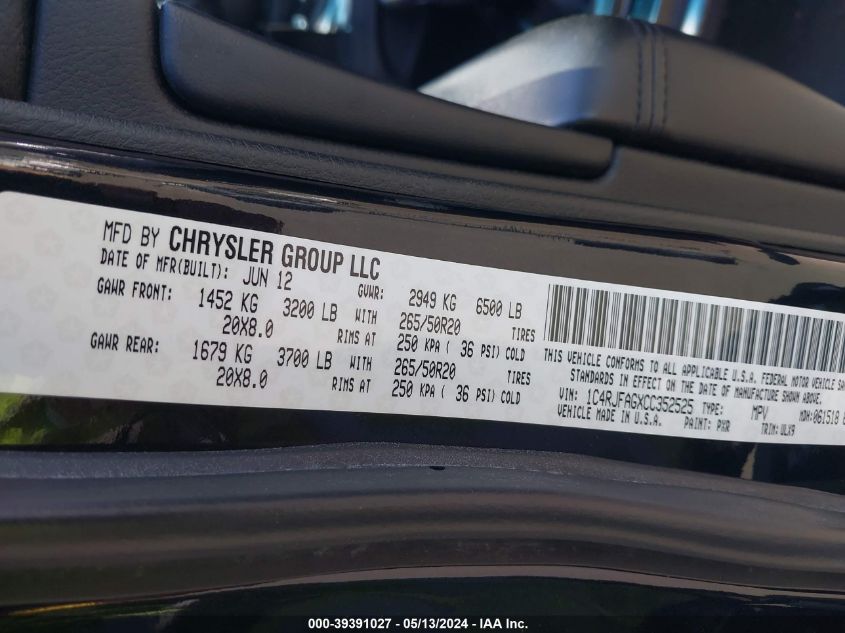 MFD BY CHRYSLER GROUP LLC
DATE OF MFR(BUILT): JUN 12 GVWR: 2949 KG 6500 LB
GAWR FRONT: 1452 KG 3200 LB WITH 265/50R20 TIRES
20X8.0 RIMS AT 250 KPA ( 36 PSI) COLD
GAWR REAR: 1679 KG 3700 LB WITH 265/50R20 TIRES
20X8.0 RIMS AT 250 KPA ( 36 PSI) COLD
THIS VEHICLE CONFORMS TO ALL APPLICABLE U.S.A. FEDERAL MOTOR VEHICLE
STANDARDS IN EFFECT ON THE DATE OF MANUFACTURE SHOWN ABOVE.
VIN: 1C4RJFAGXCC352525 TYPE: MPV MDH: 061518
VEHICLE MADE IN U.S.A. PAINT: PXR TRIM: ULX9
000-39391027 - 05/13/2024 - IAA Inc.